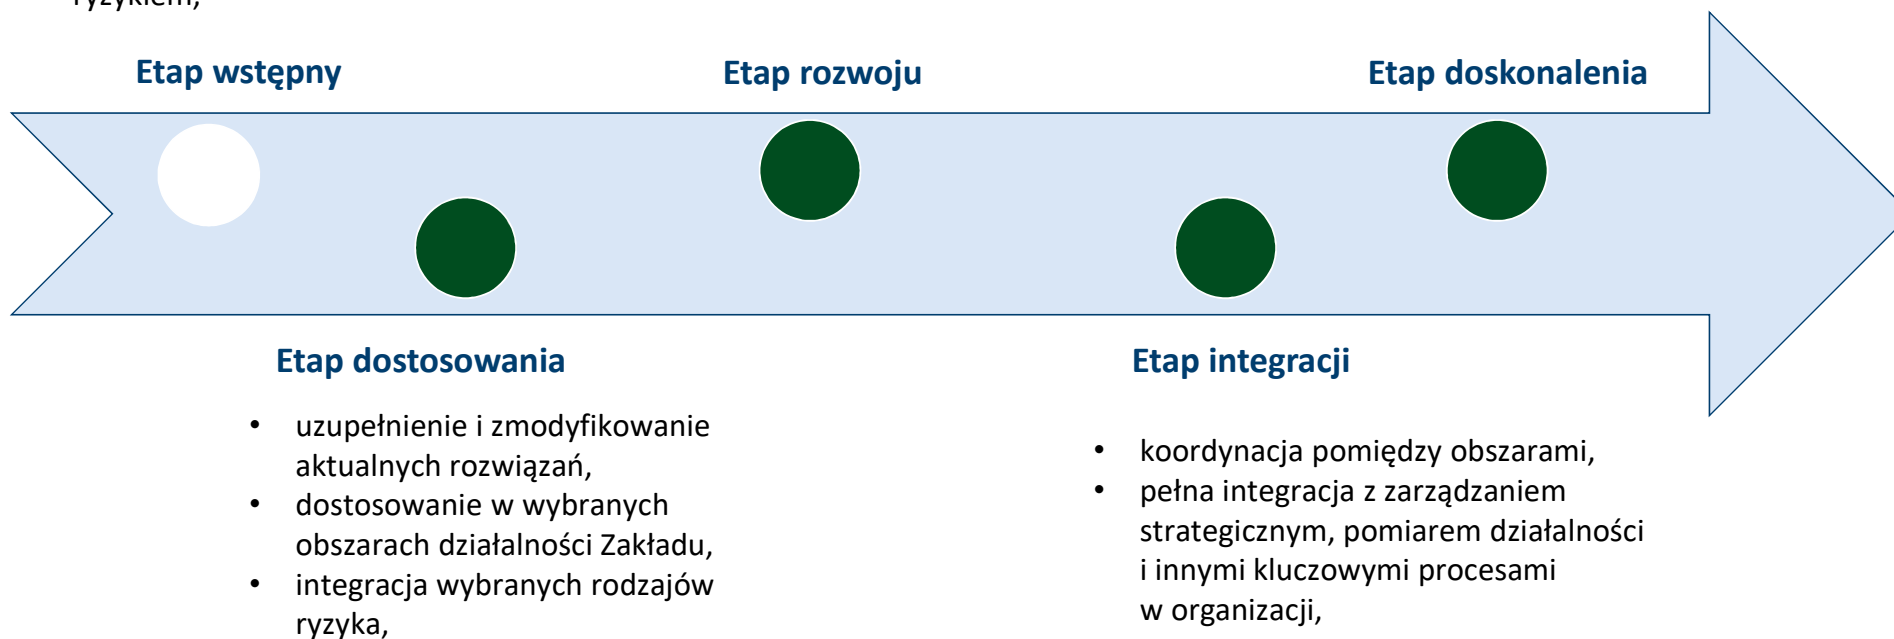 ryzykiem,
Etap wstępny
Etap rozwoju
Etap doskonalenia
Etap dostosowania
• uzupełnienie i zmodyfikowanie
aktualnych rozwiązań,
• dostosowanie w wybranych
obszarach działalności Zakładu,
• integracja wybranych rodzajów
ryzyka,
Etap integracji
• koordynacja pomiędzy obszarami,
• pełna integracja z zarządzaniem
strategicznym, pomiarem działalności
i innymi kluczowymi procesami
w organizacji,